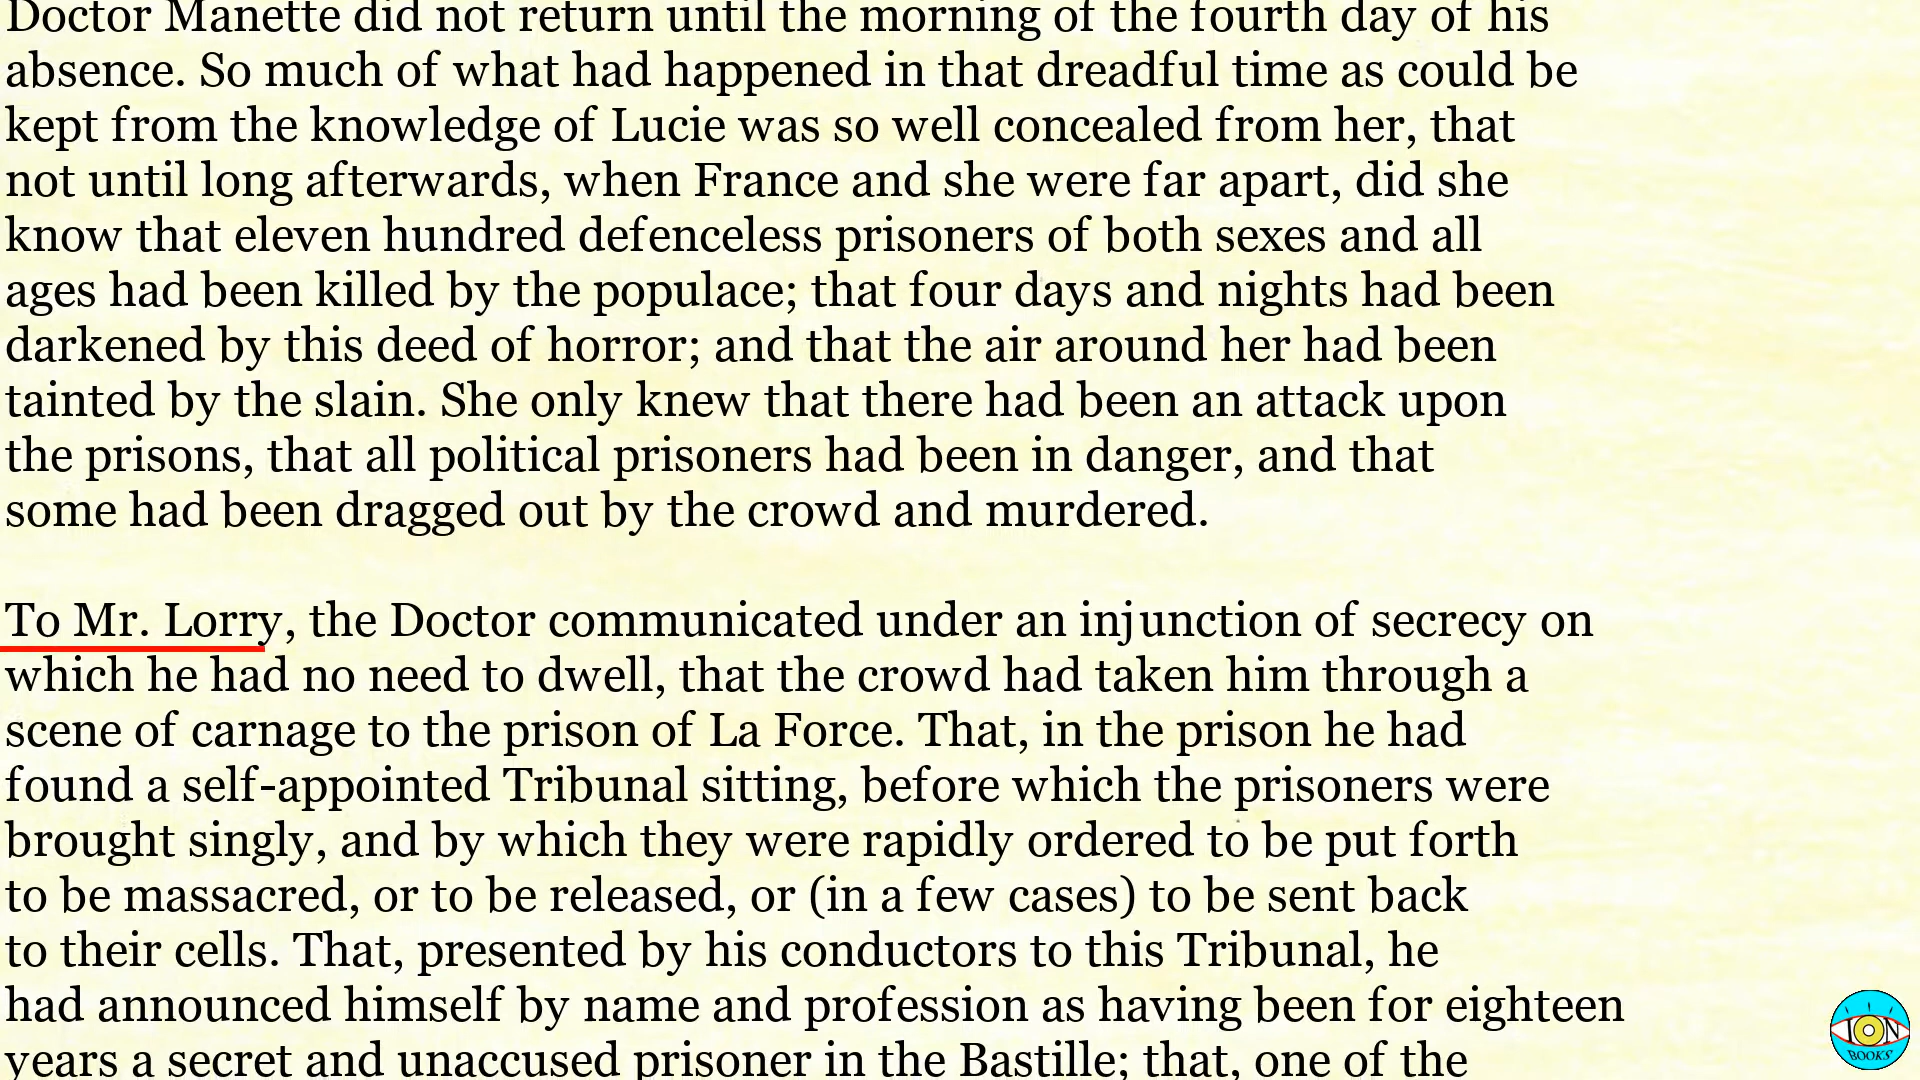 Doctor Manette did not return until the morning of the fourth day of his
absence. So much of what had happened in that dreadful time as could be
kept from the knowledge of Lucie was so well concealed from her, that
not until long afterwards, when France and she were far apart, did she
know that eleven hundred defenceless prisoners of both sexes and all
ages had been killed by the populace; that four days and nights had been
darkened by this deed of horror; and that the air around her had been
tainted by the slain. She only knew that there had been an attack upon
the prisons, that all political prisoners had been in danger, and that
some had been dragged out by the crowd and murdered.
To Mr. Lorry, the Doctor communicated under an injunction of secrecy on
which he had no need to dwell, that the crowd had taken him through a
scene of carnage to the prison of La Force. That, in the prison he had
found a self-appointed Tribunal sitting, before which the prisoners were
brought singly, and by which they were rapidly ordered to be put forth
to be massacred, or to be released, or (in a few cases) to be sent back
to their cells. That, presented by his conductors to this Tribunal, he
had announced himself by name and profession as having been for eighteen
years a secret and unaccused prisoner in the Bastille; that, one of the
ION
BOOKS